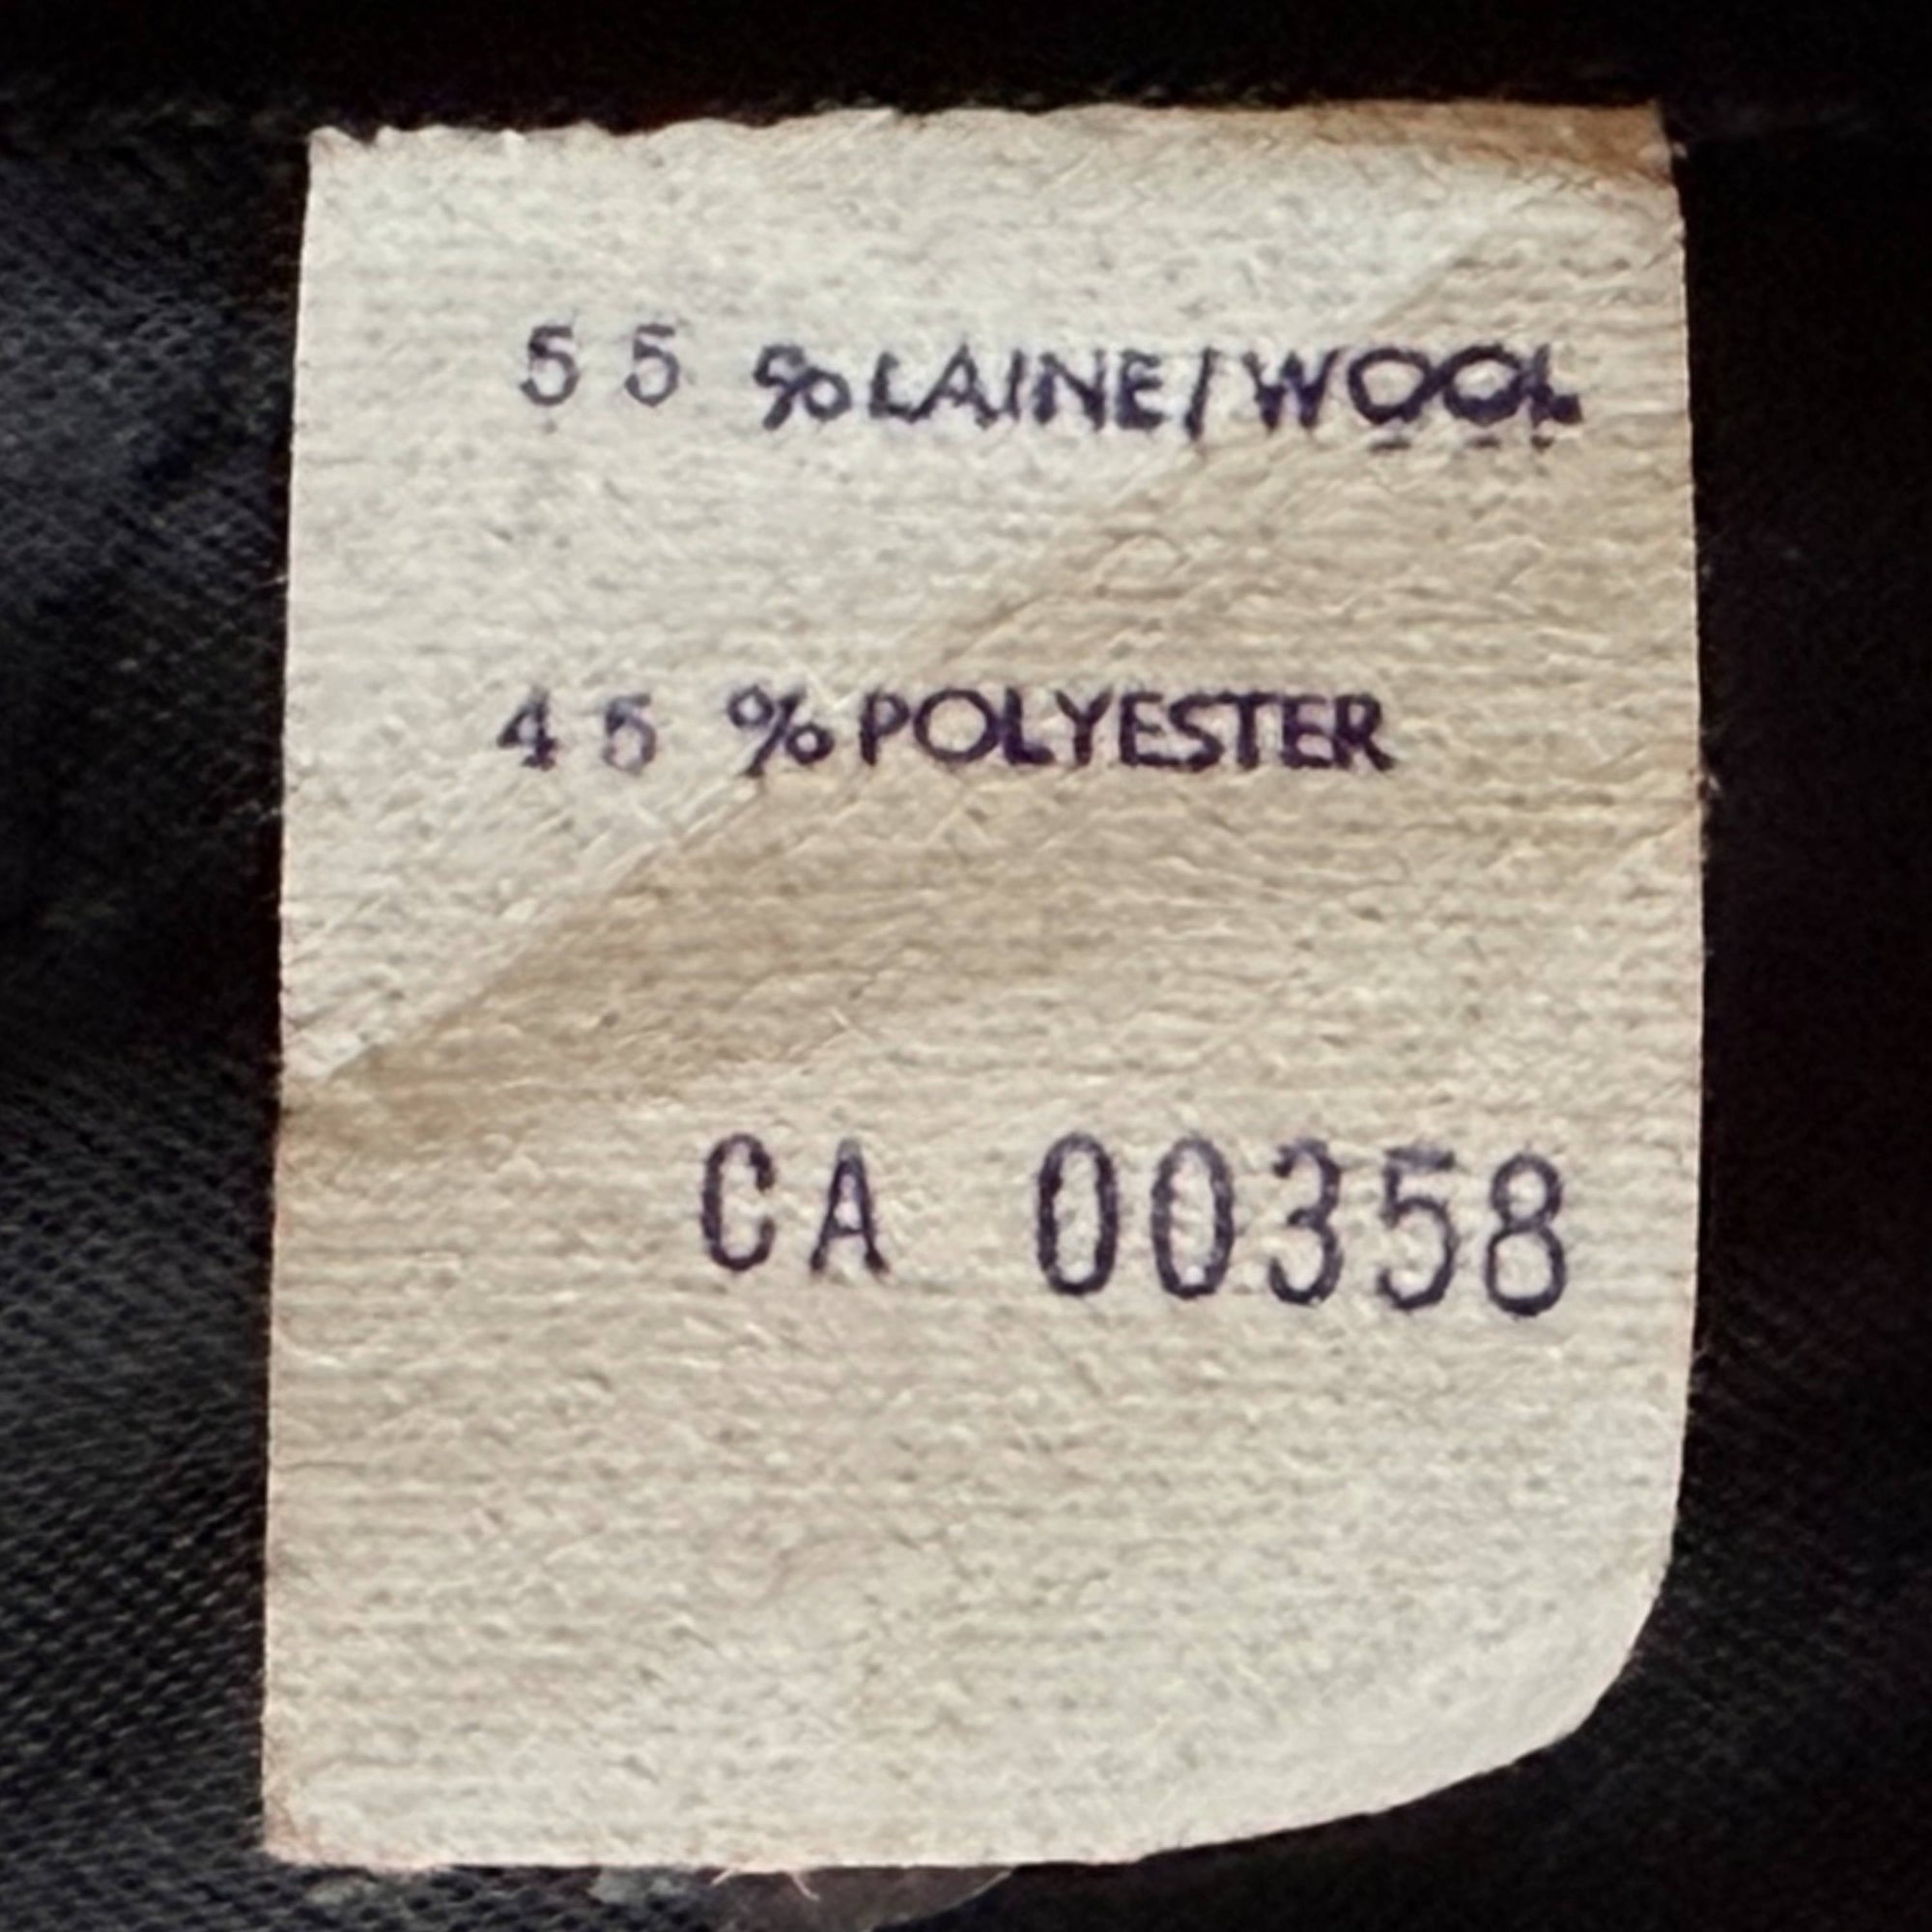 55 %LAINE/WOOL
45 %POLYESTER
CA 00358